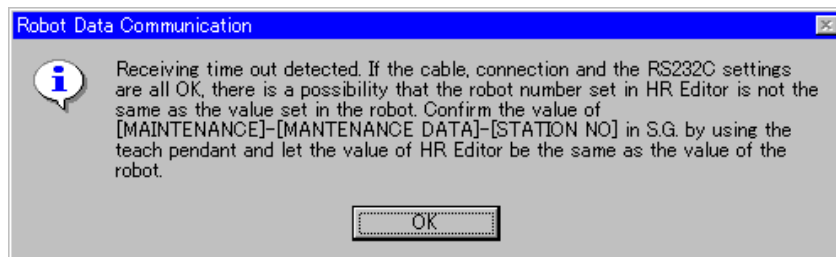 Robot Data Communication
Receiving time out detected. If the cable, connection and the RS232C settings
are all OK, there is a possibility that the robot number set in HR Editor is not the
same as the value set in the robot. Confirm the value of
[MAINTENANCE]-[MANTENANCE DATA]-[STATION NO] in S.G. by using the
teach pendant and let the value of HR Editor be the same as the value of the
robot.
OK